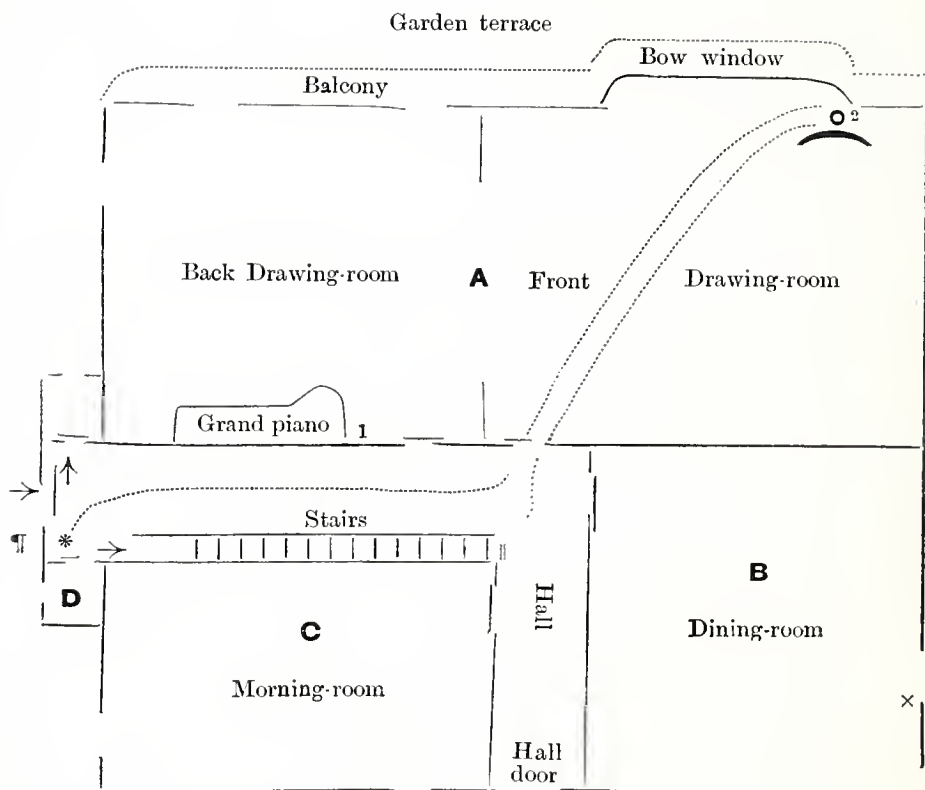 Garden terrace
Bow window
Balcony
2
Back Drawing-room A Front Drawing-room
Grand piano 1
Stairs
¶ *
D
C
Morning-room
Hall
B
Dining-room
×
Hall
door